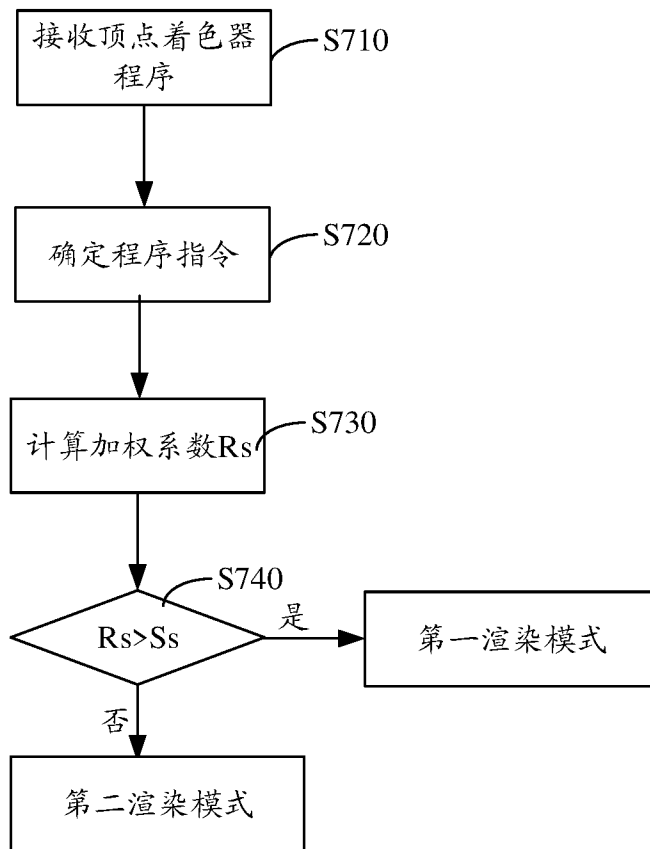 接收顶点着色器
程序
S710
确定程序指令
S720
计算加权系数Rs
S730
S740
Rs>Ss
是
第一渲染模式
否
第二渲染模式